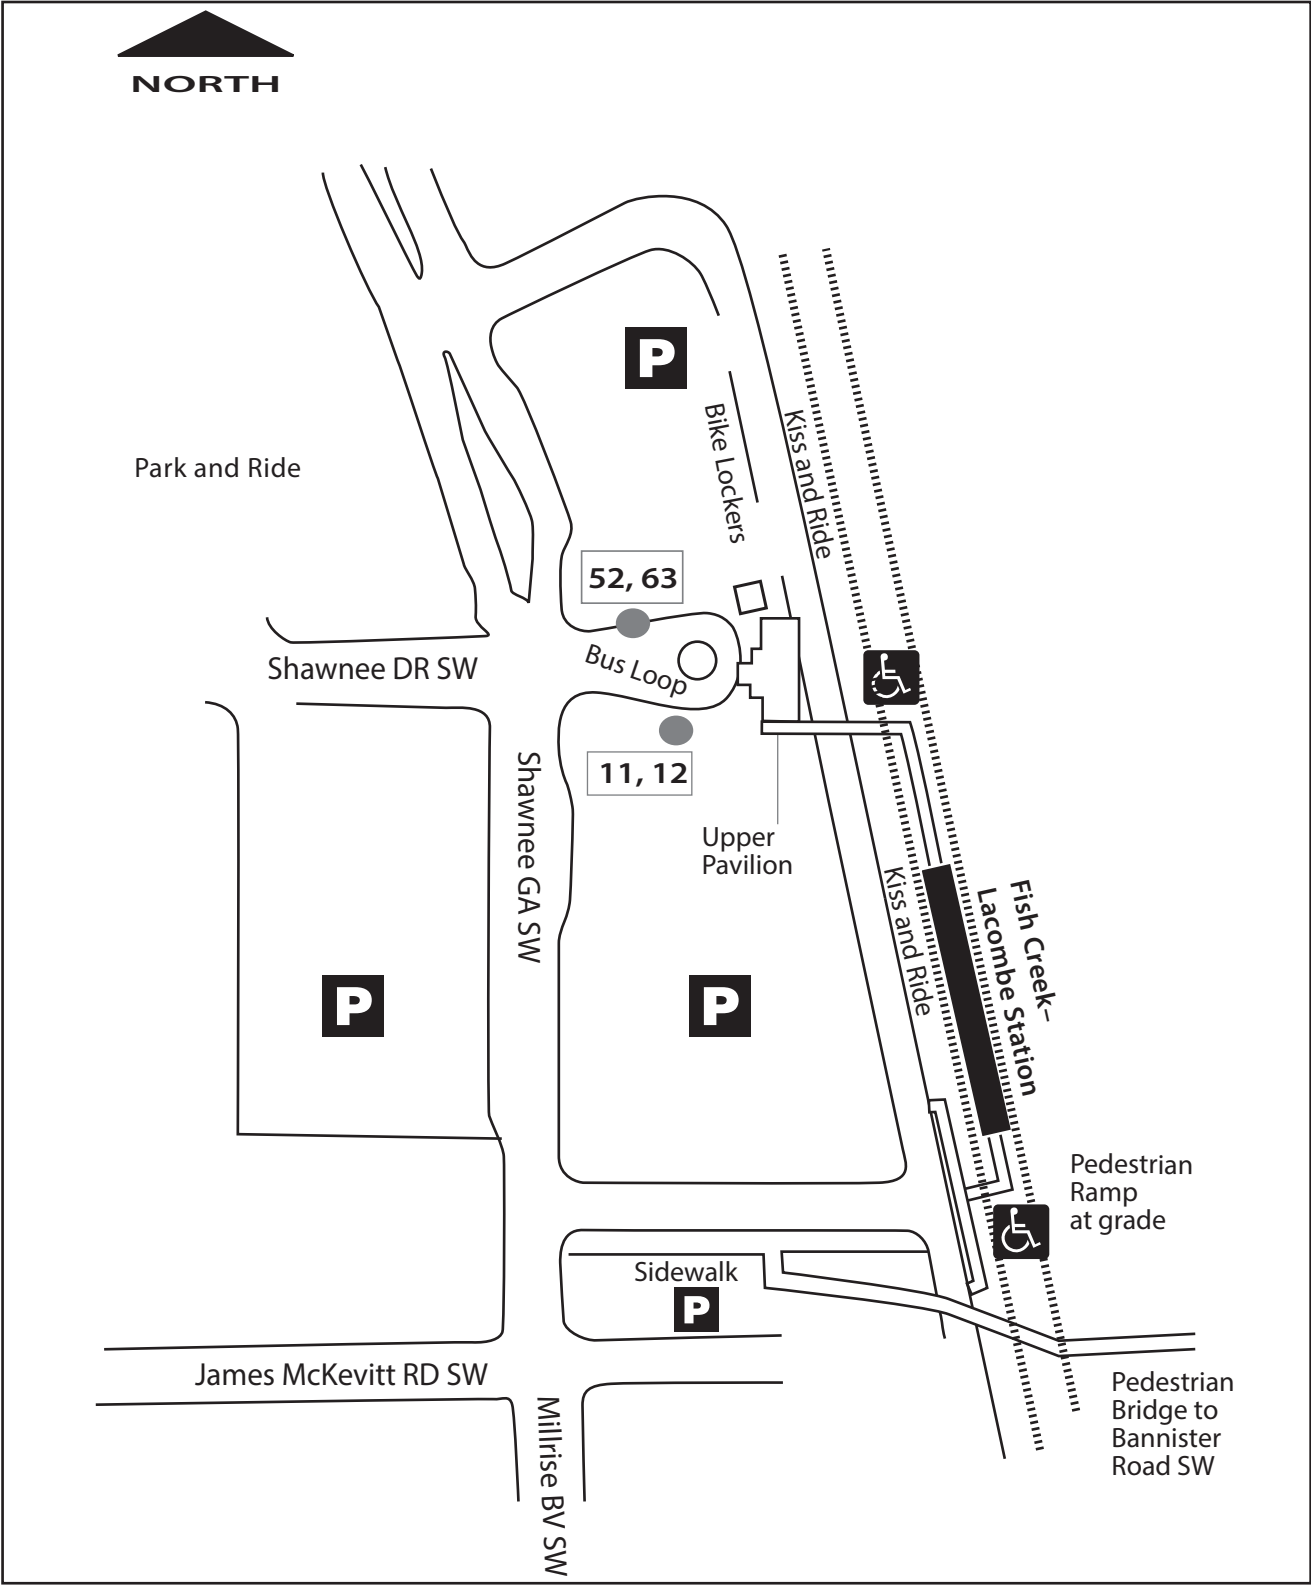 NORTH
P
Bike Lockers
Kiss and Ride
Park and Ride
52, 63
Shawnee DR SW
Bus Loop
11, 12
Shawnee GA SW
Upper
Pavilion
Kiss and Ride
Fish Creek–
Lacombe Station
P
P
Pedestrian
Ramp
at grade
Sidewalk
P
James McKevitt RD SW
Pedestrian
Bridge to
Bannister
Road SW
Millrise BV SW